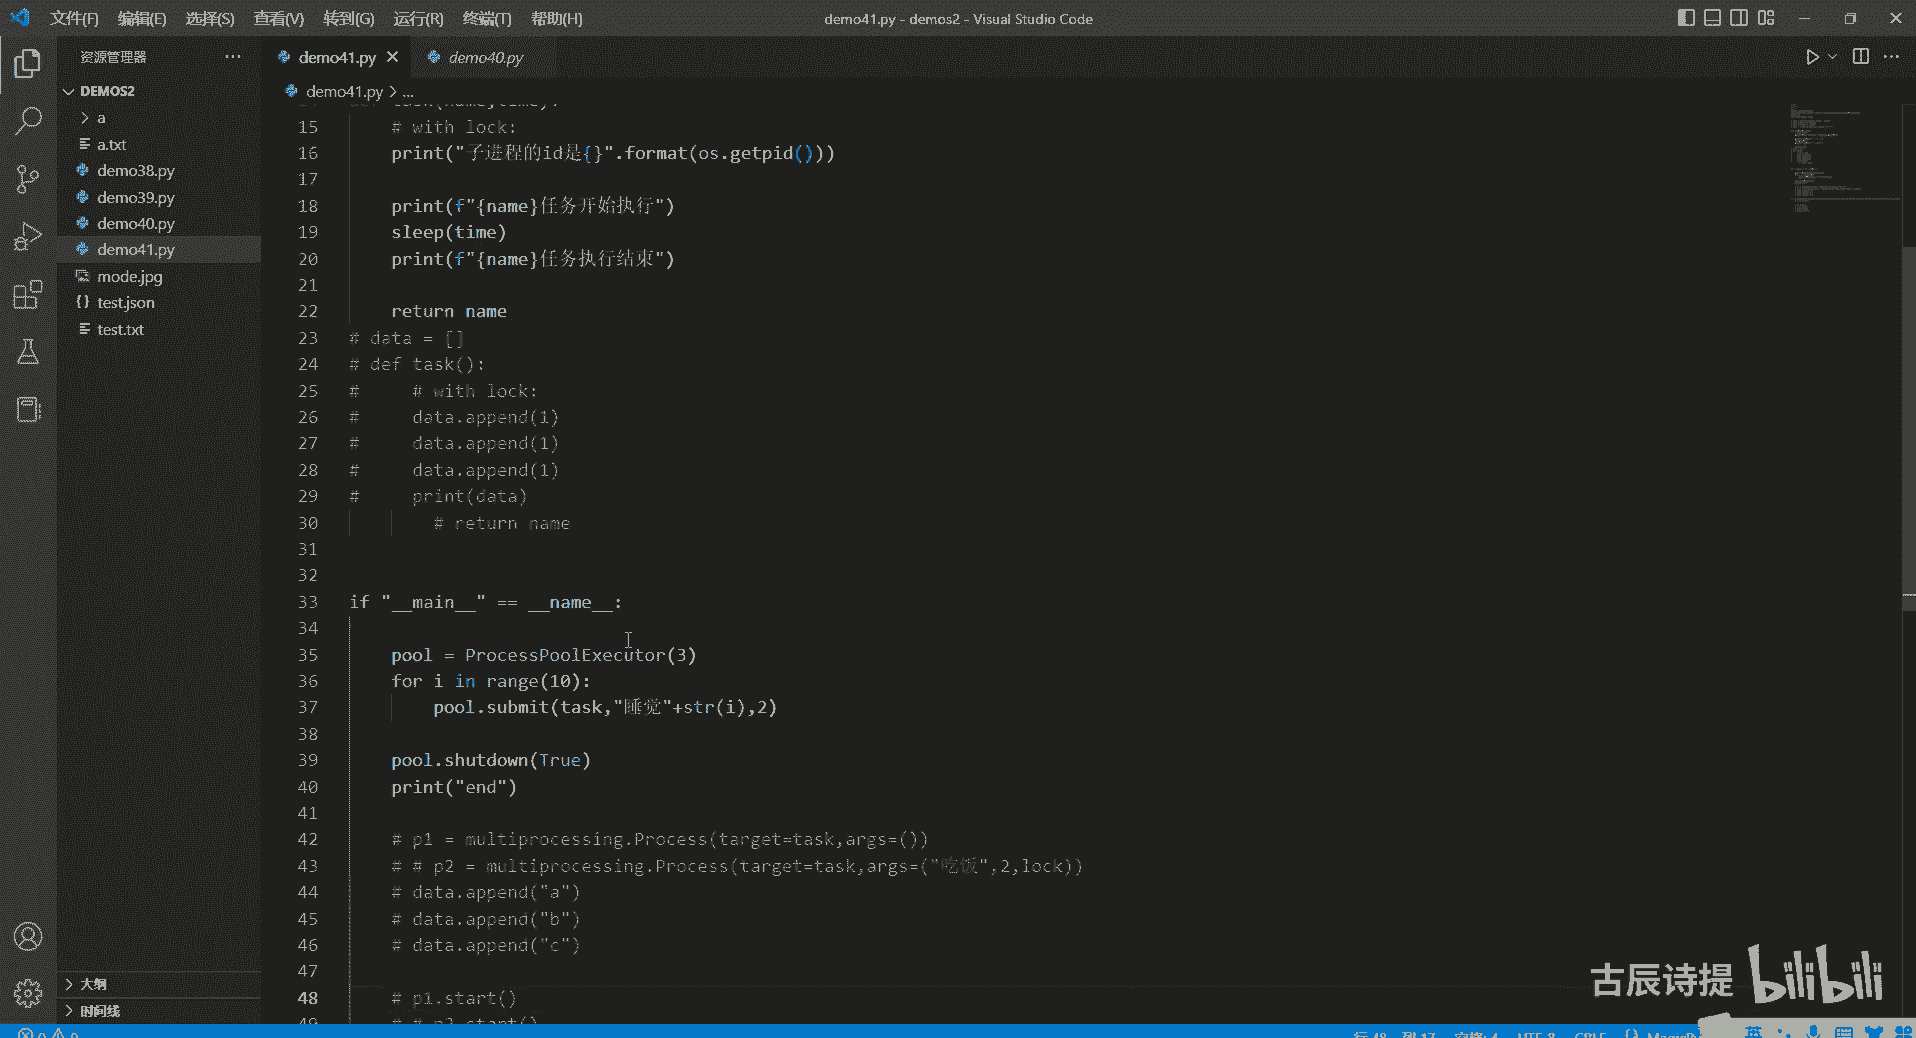 文件(F) 编辑(E) 选择(S) 查看(V) 转到(G) 运行(R) 终端(T) 帮助(H)
demo41.py - demos2 - Visual Studio Code
资源管理器
demo41.py
demo40.py
DEMOS2
demo41.py > ...
a
a.txt
demo38.py
demo39.py
demo40.py
demo41.py
mode.jpg
test.json
test.txt
大纲
时间线
15 # with lock:
16 print("子进程的id是{}".format(os.getpid()))
17
18 print(f"{name}任务开始执行")
19 sleep(time)
20 print(f"{name}任务执行结束")
21
22 return name
23 # data = []
24 # def task():
25 # # with lock:
26 # data.append(1)
27 # data.append(1)
28 # data.append(1)
29 # print(data)
30 # return name
31
32
33 if "__main__" == __name__:
34
35 pool = ProcessPoolExecutor(3)
36 for i in range(10):
37 pool.submit(task,"睡觉"+str(i),2)
38
39 pool.shutdown(True)
40 print("end")
41
42 # p1 = multiprocessing.Process(target=task,args=())
43 # # p2 = multiprocessing.Process(target=task,args=("吃饭",2,lock))
44 # data.append("a")
45 # data.append("b")
46 # data.append("c")
47
48 # p1.start()
古辰诗提 bilibili
英